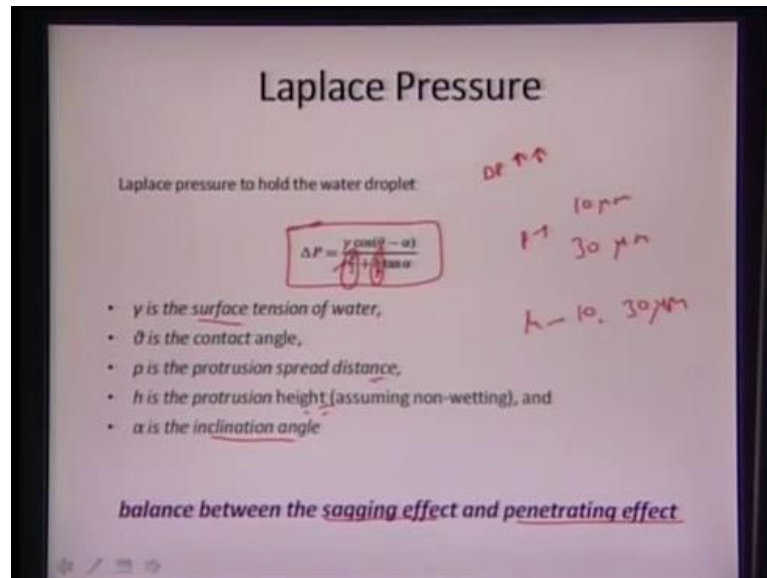 Laplace Pressure
Laplace pressure to hold the water droplet
ΔP ↑↑
10 μm
30 μm
h – 10. 30 μm
• γ is the surface tension of water,
• ϑ is the contact angle,
• p is the protrusion spread distance,
• h is the protrusion height (assuming non-wetting), and
• α is the inclination angle
balance between the sagging effect and penetrating effect